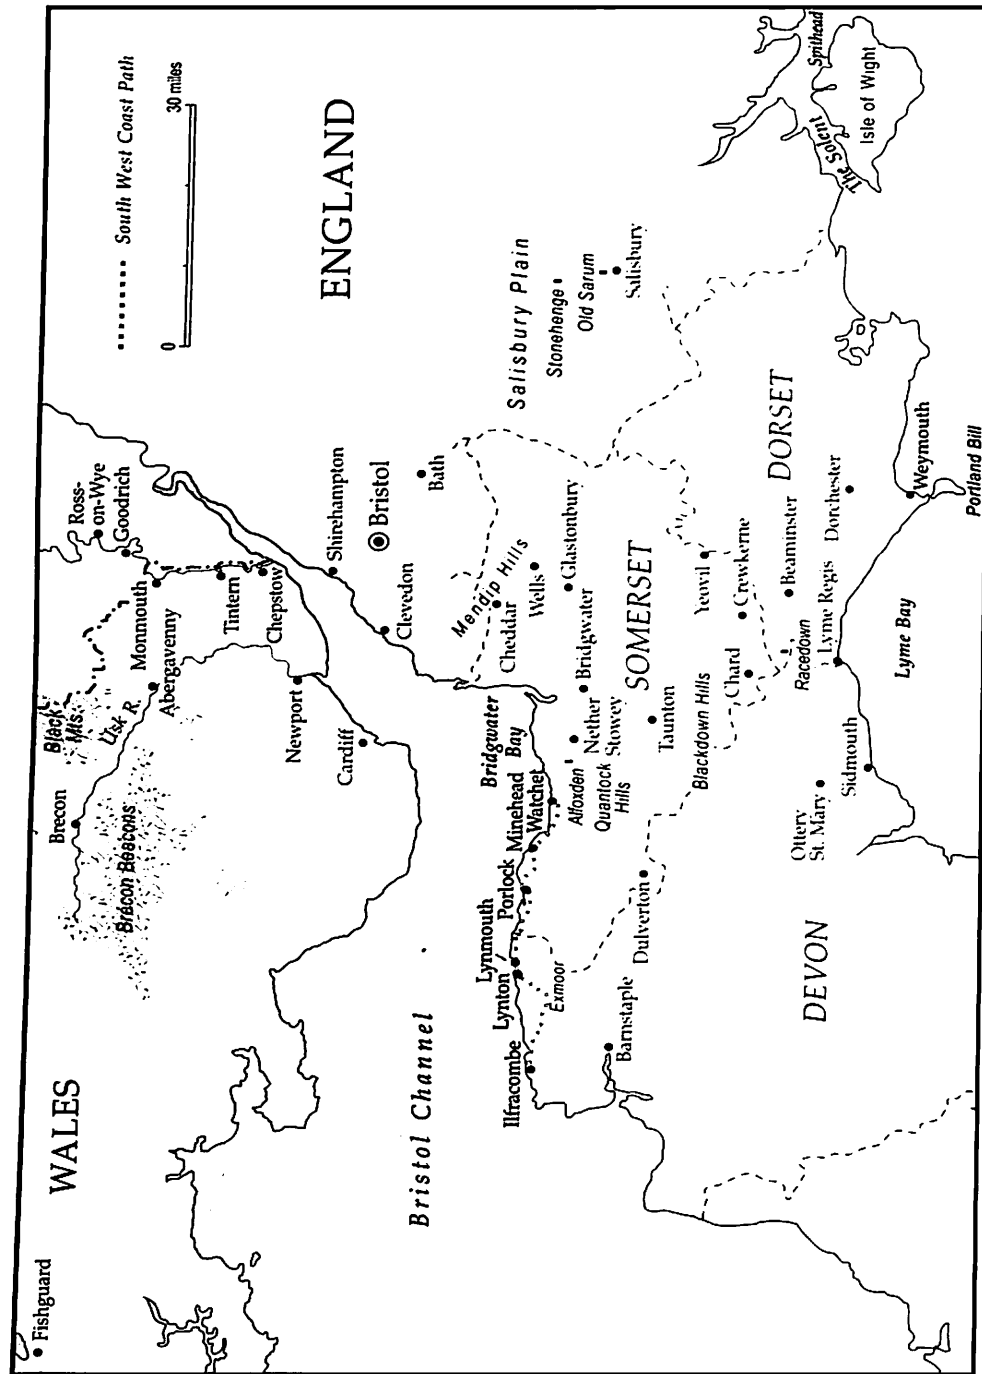 Fishguard
WALES
Brecon
Brecon Beacons
Black
Mts.
Usk R.
Abergavenny
Monmouth
Ross-
on-Wye
Goodrich
Tintern
Chepstow
Newport
Cardiff
South West Coast Path
0
30 miles
ENGLAND
Shirehampton
Bristol
Clevedon
Bath
Bristol Channel
Mendip Hills
Cheddar
Wells
Glastonbury
Salisbury Plain
Stonehenge
Old Sarum
Salisbury
Ilfracombe
Lynton
Lynmouth
Porlock
Minehead
Watchet
Bridgwater
Bay
Exmoor
Alfoxden
Nether
Stowey
Bridgwater
Quantock
Hills
SOMERSET
Barnstaple
Dulverton
Taunton
Blackdown Hills
Yeovil
Crewkerne
Chard
DORSET
Beaminster
Racedown
DEVON
Ottery
St. Mary
Sidmouth
Lyme Regis
Dorchester
Lyme Bay
Weymouth
Portland Bill
The Solent
Spithead
Isle of Wight